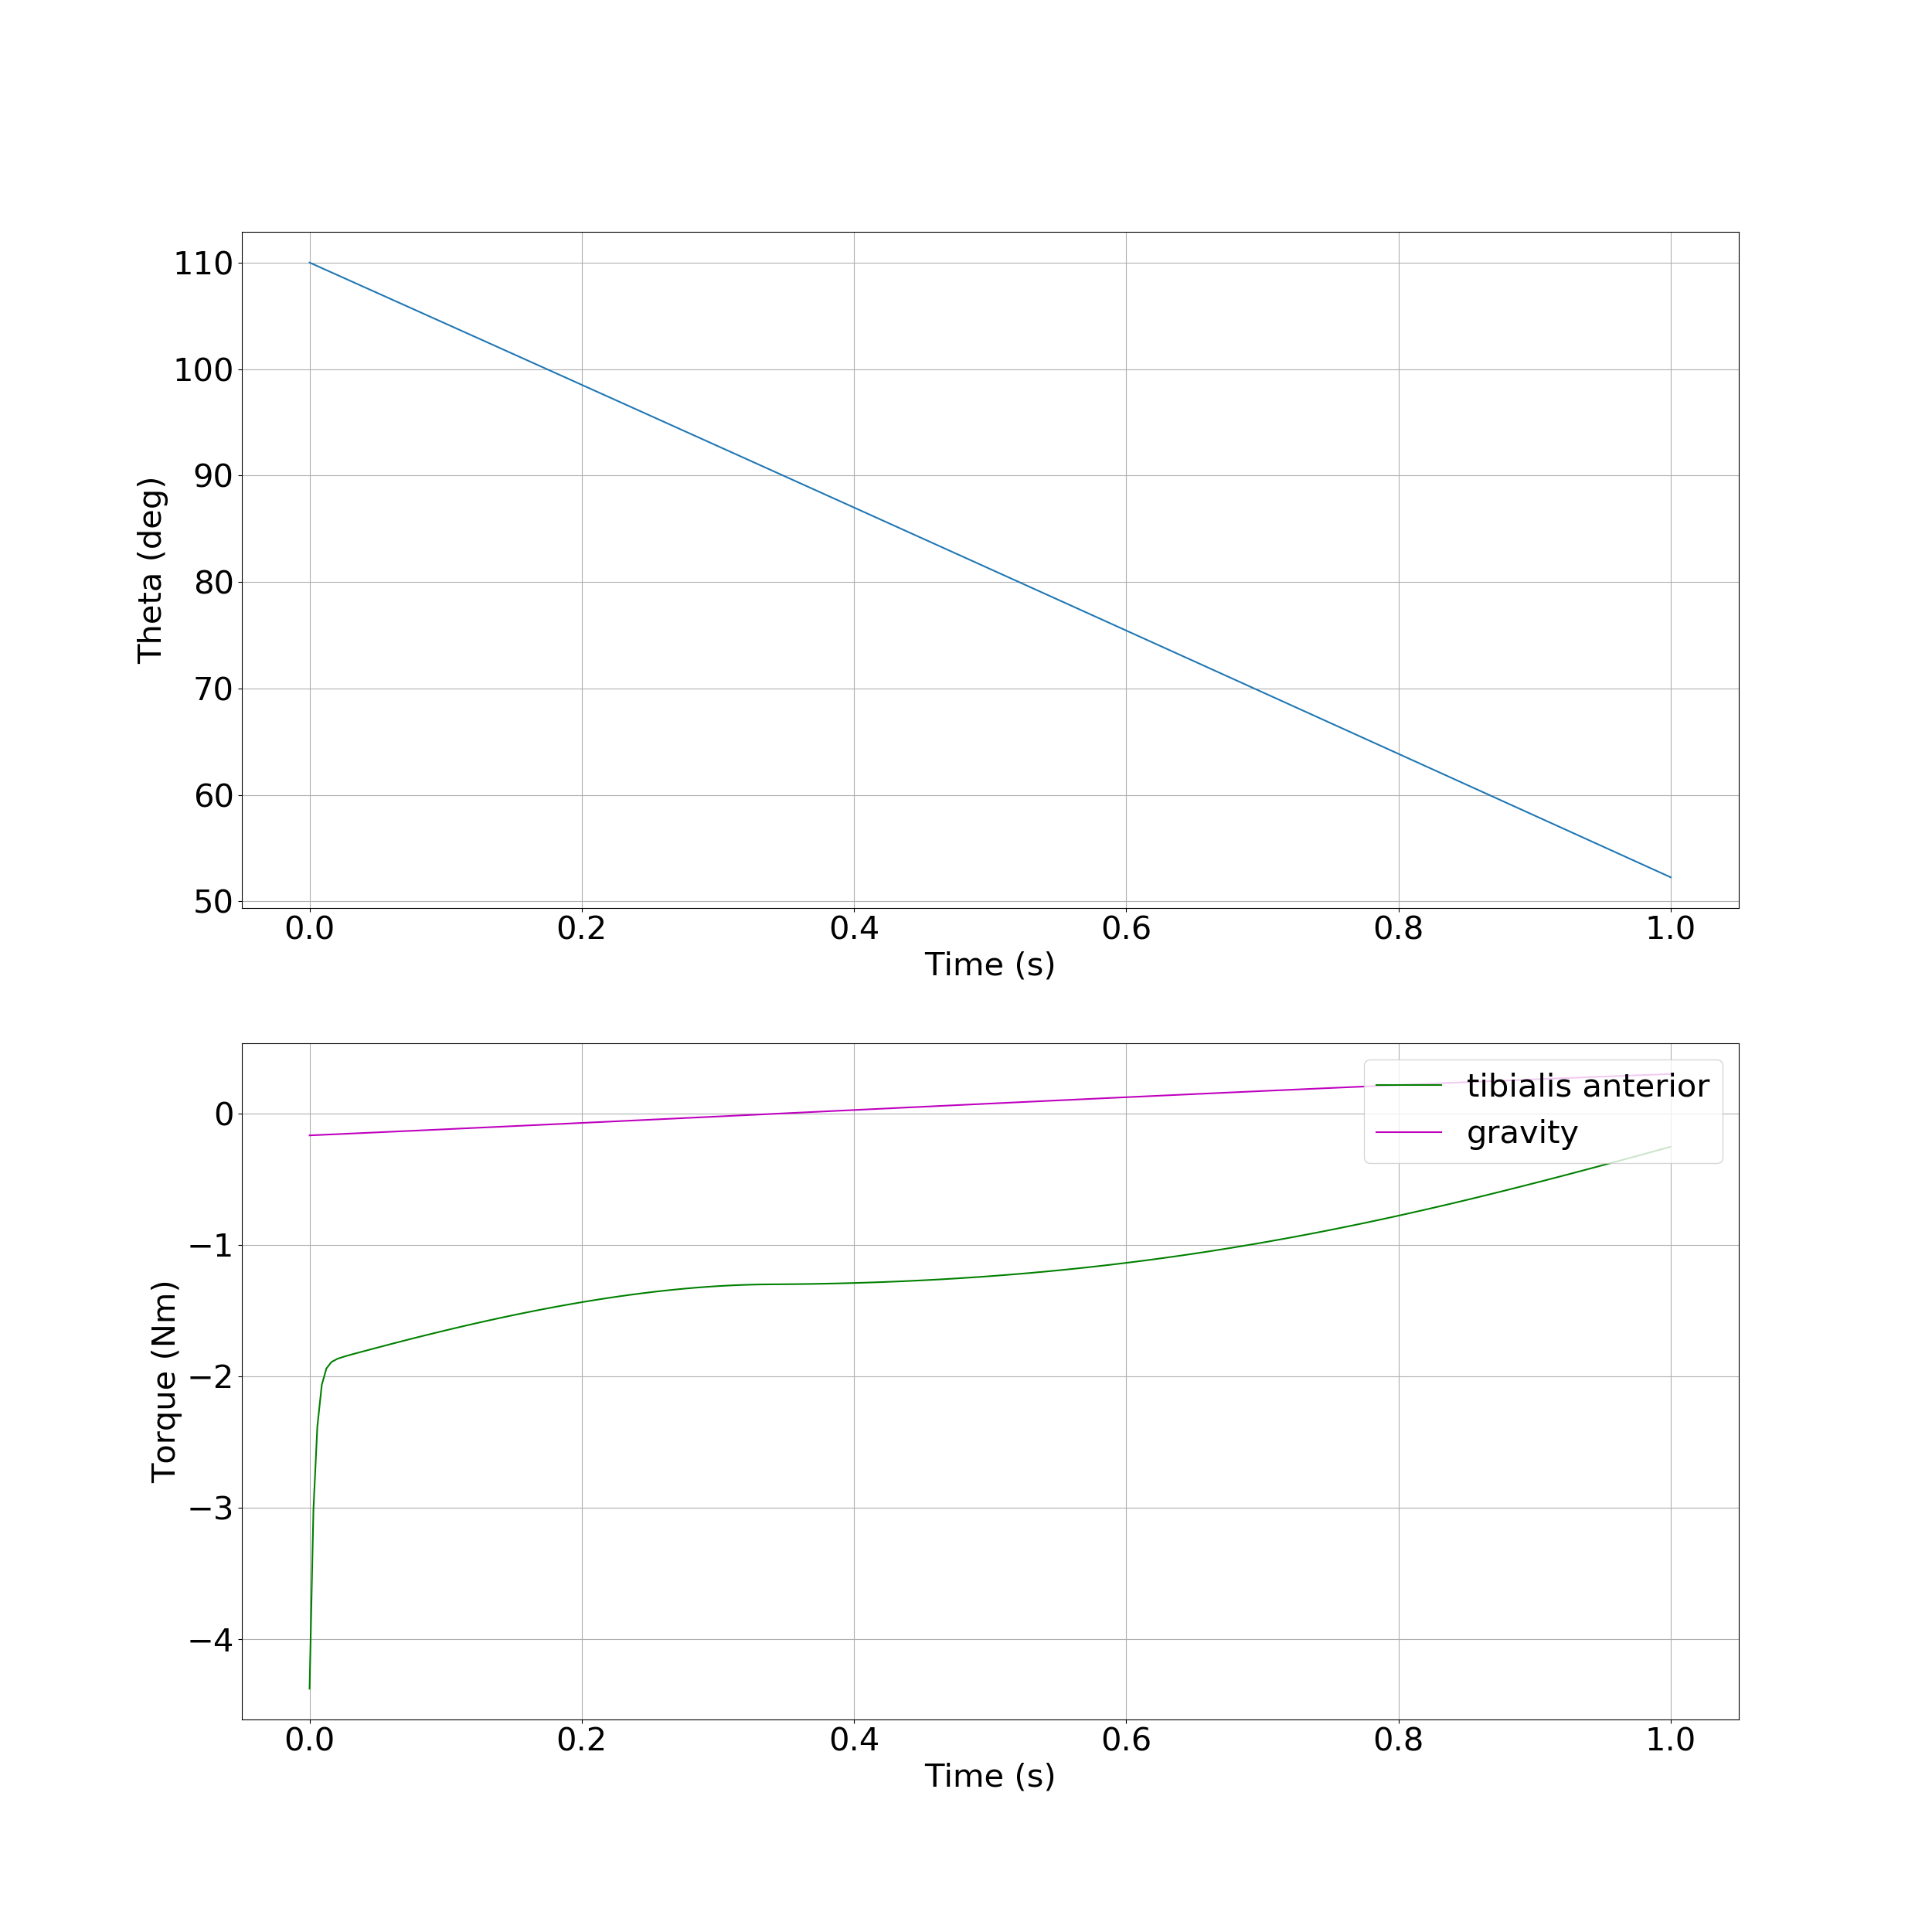 110
100
90
80
70
60
50
Theta (deg)
0.0 0.2 0.4 0.6 0.8 1.0
Time (s)
tibialis anterior
gravity
0
−1
−2
−3
−4
Torque (Nm)
0.0 0.2 0.4 0.6 0.8 1.0
Time (s)